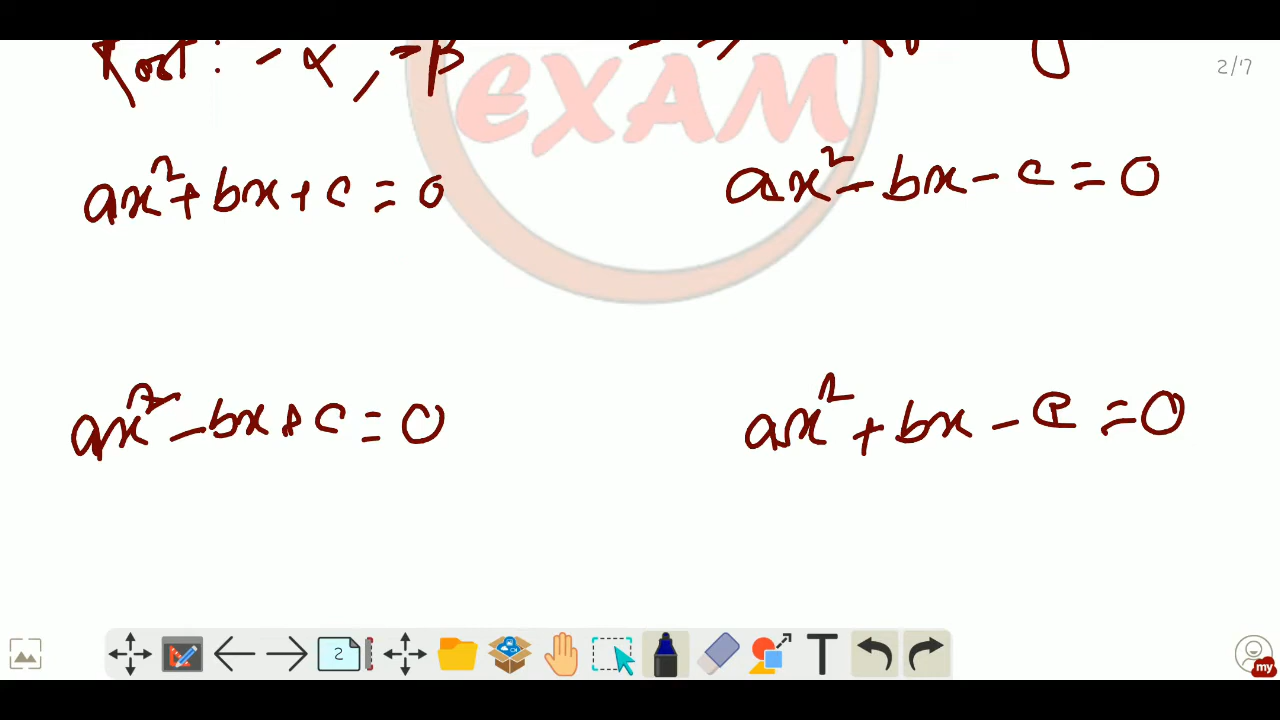 Root: - α, -β
2/7
EXAM
ax² + bx + c = 0
ax² - bx - c = 0
ax² - bx + c = 0
ax² + bx - c = 0
2
T
my